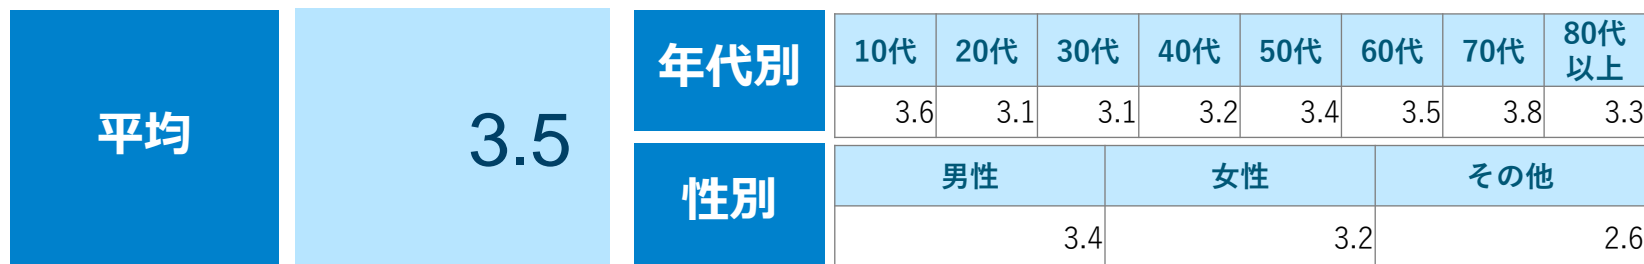 平均
3.5
年代別
10代 20代 30代 40代 50代 60代 70代 80代以上
3.6 3.1 3.1 3.2 3.4 3.5 3.8 3.3
性別
男性 女性 その他
3.4 3.2 2.6